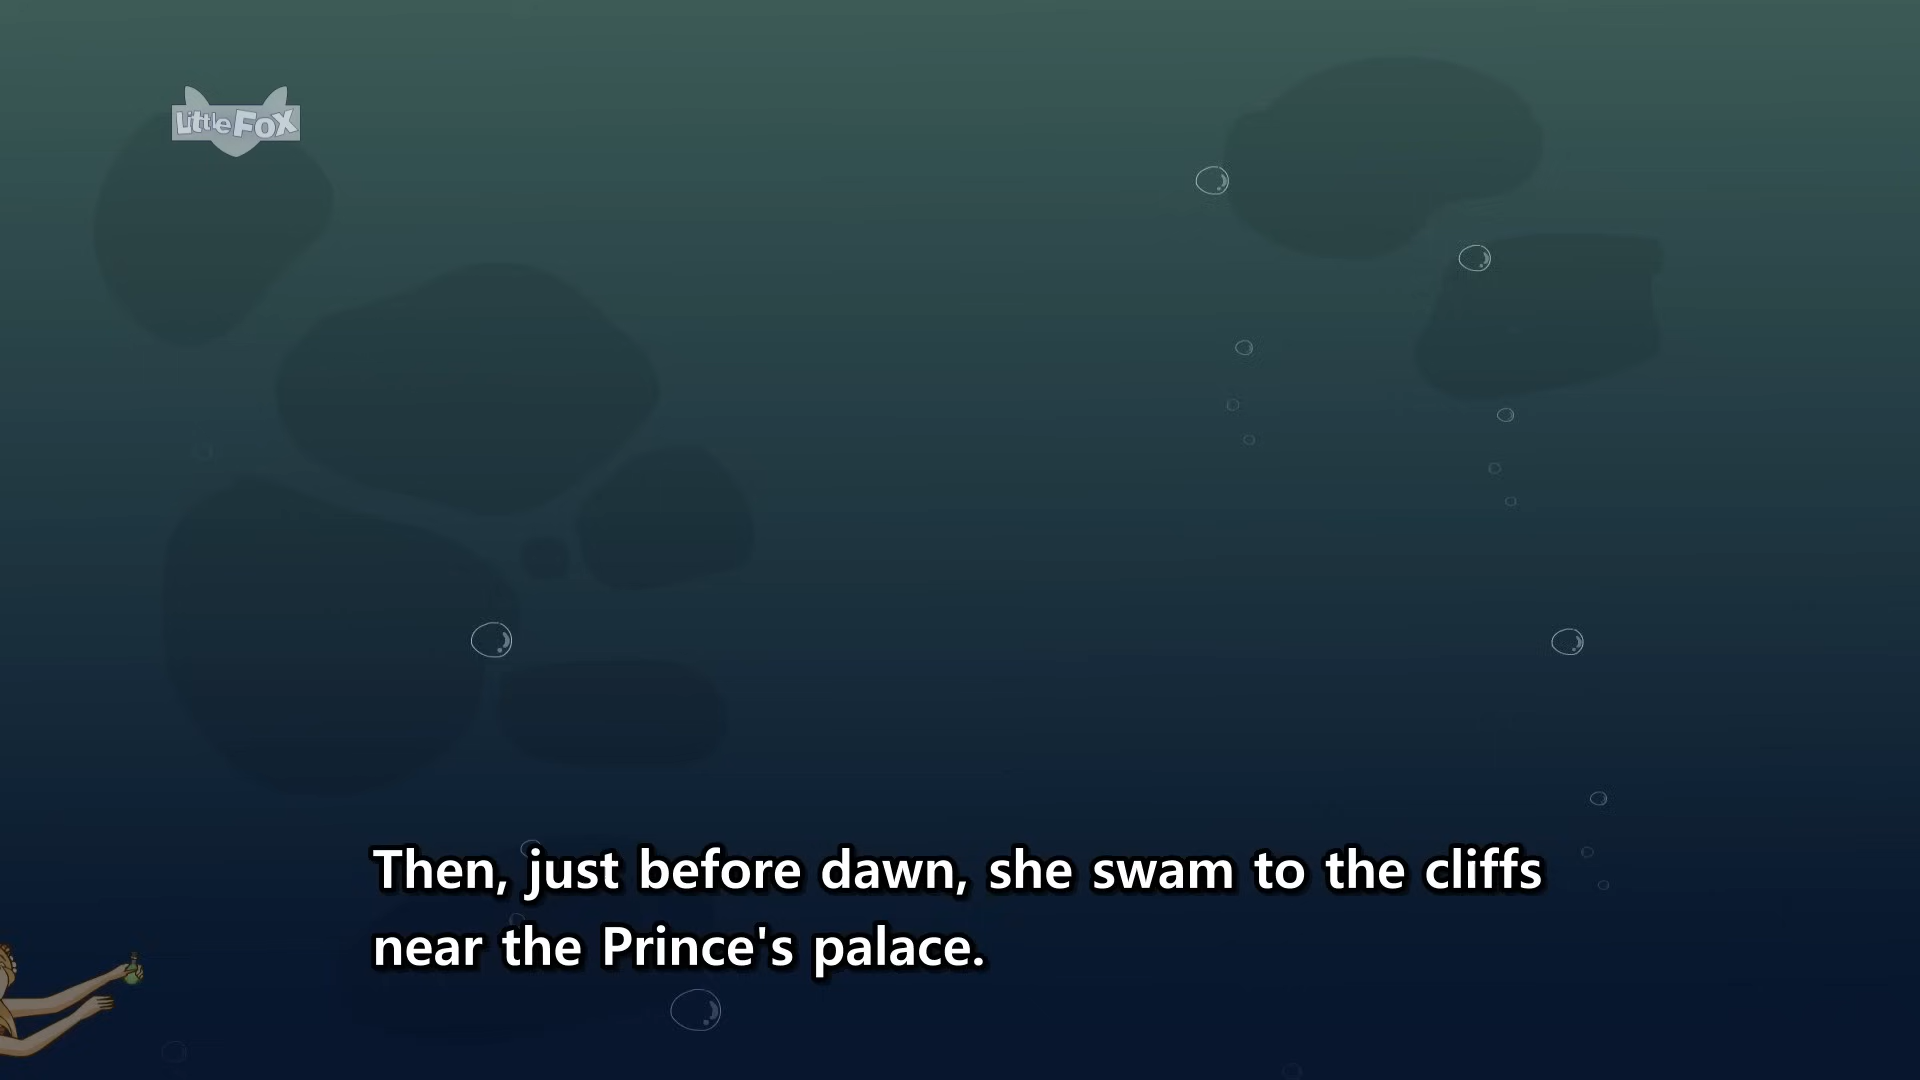 Little Fox
Then, just before dawn, she swam to the cliffs
near the Prince's palace.